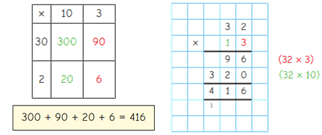 × 10 3
30 300 90
2 20 6
300 + 90 + 20 + 6 = 416
3 2
× 1 3
9 6 (32 × 3)
3 2 0 (32 × 10)
4 1 6
1